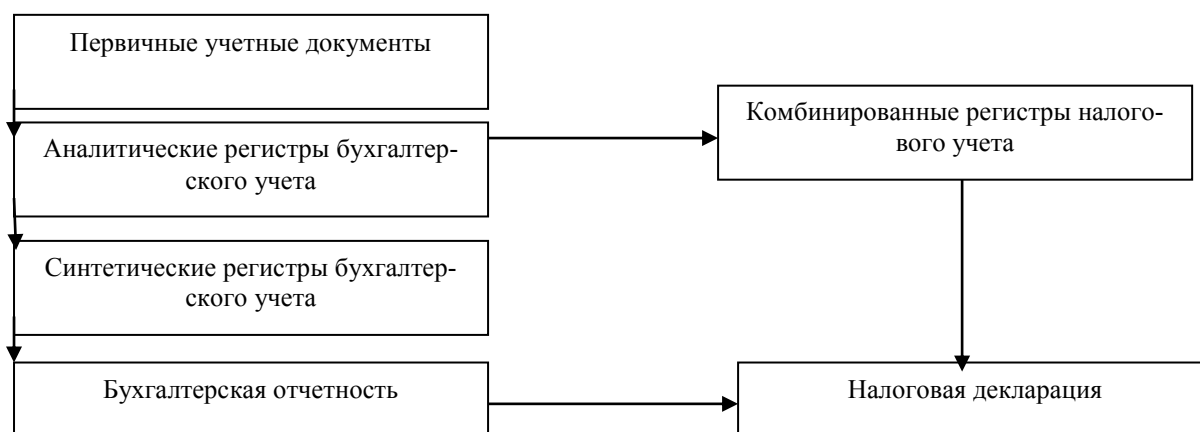 Первичные учетные документы
Комбинированные регистры налого-
вого учета
Аналитические регистры бухгалтер-
ского учета
Синтетические регистры бухгалтер-
ского учета
Бухгалтерская отчетность
Налоговая декларация